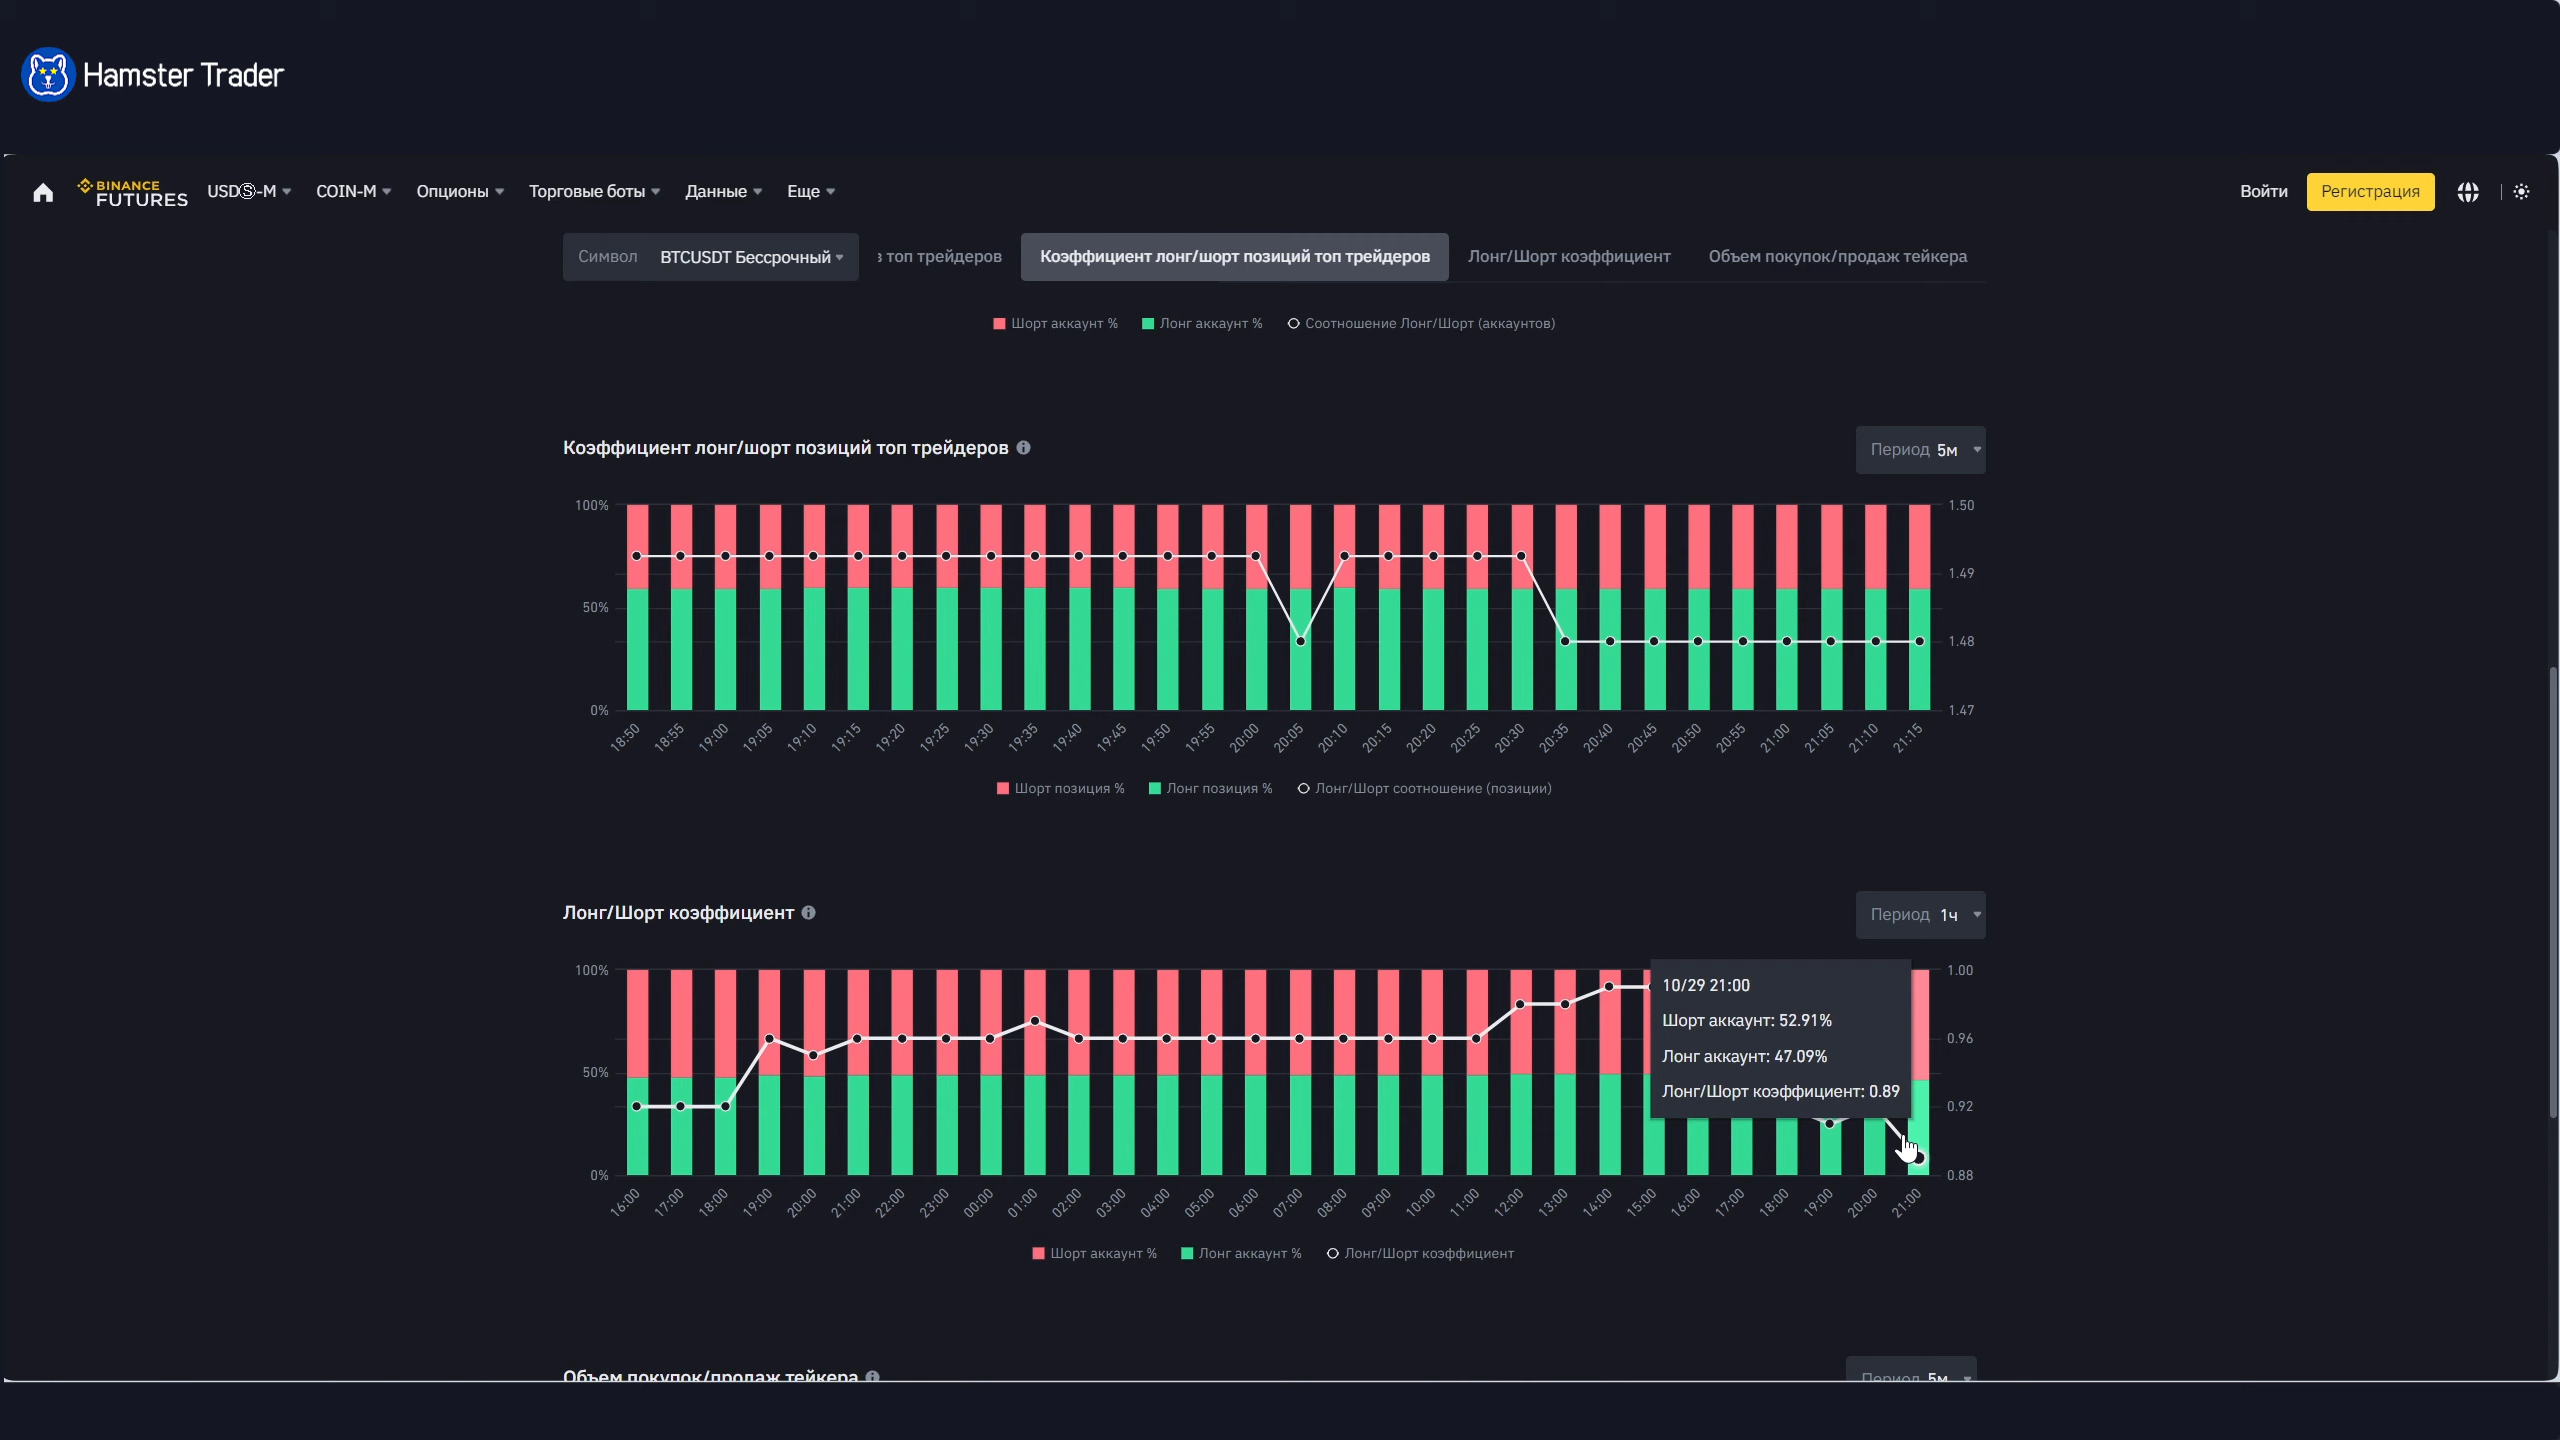 Hamster Trader
BINANCE FUTURES USDⓈ-M COIN-M Опционы Торговые боты Данные Еще Войти Регистрация
Символ BTCUSDT Бессрочный в топ трейдеров Коэффициент лонг/шорт позиций топ трейдеров Лонг/Шорт коэффициент Объем покупок/продаж тейкера
Шорт аккаунт % Лонг аккаунт % Соотношение Лонг/Шорт (аккаунтов)
Коэффициент лонг/шорт позиций топ трейдеров Период 5м
100% 1.50
1.49
50%
1.48
0% 1.47
18:50 18:55 19:00 19:05 19:10 19:15 19:20 19:25 19:30 19:35 19:40 19:45 19:50 19:55 20:00 20:05 20:10 20:15 20:20 20:25 20:30 20:35 20:40 20:45 20:50 20:55 21:00 21:05 21:10 21:15
Шорт позиция % Лонг позиция % Лонг/Шорт соотношение (позиции)
Лонг/Шорт коэффициент Период 1ч
100% 1.00
10/29 21:00
Шорт аккаунт: 52.91%
0.96
Лонг аккаунт: 47.09%
50%
Лонг/Шорт коэффициент: 0.89
0.92
0% 0.88
16:00 17:00 18:00 19:00 20:00 21:00 22:00 23:00 00:00 01:00 02:00 03:00 04:00 05:00 06:00 07:00 08:00 09:00 10:00 11:00 12:00 13:00 14:00 15:00 16:00 17:00 18:00 19:00 20:00 21:00
Шорт аккаунт % Лонг аккаунт % Лонг/Шорт коэффициент
Объем покупок/продаж тейкера Период 5м